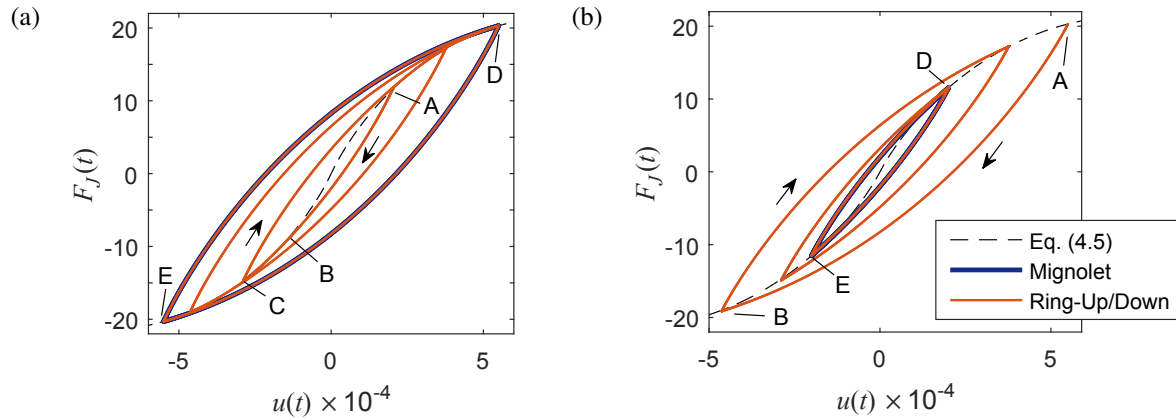 (a)
20
10
0
-10
-20
F_J(t)
-5
0
5
u(t) × 10^-4
A
B
C
D
E
(b)
20
10
0
-10
-20
F_J(t)
-5
0
5
u(t) × 10^-4
D
A
E
B
Eq. (4.5)
Mignolet
Ring-Up/Down